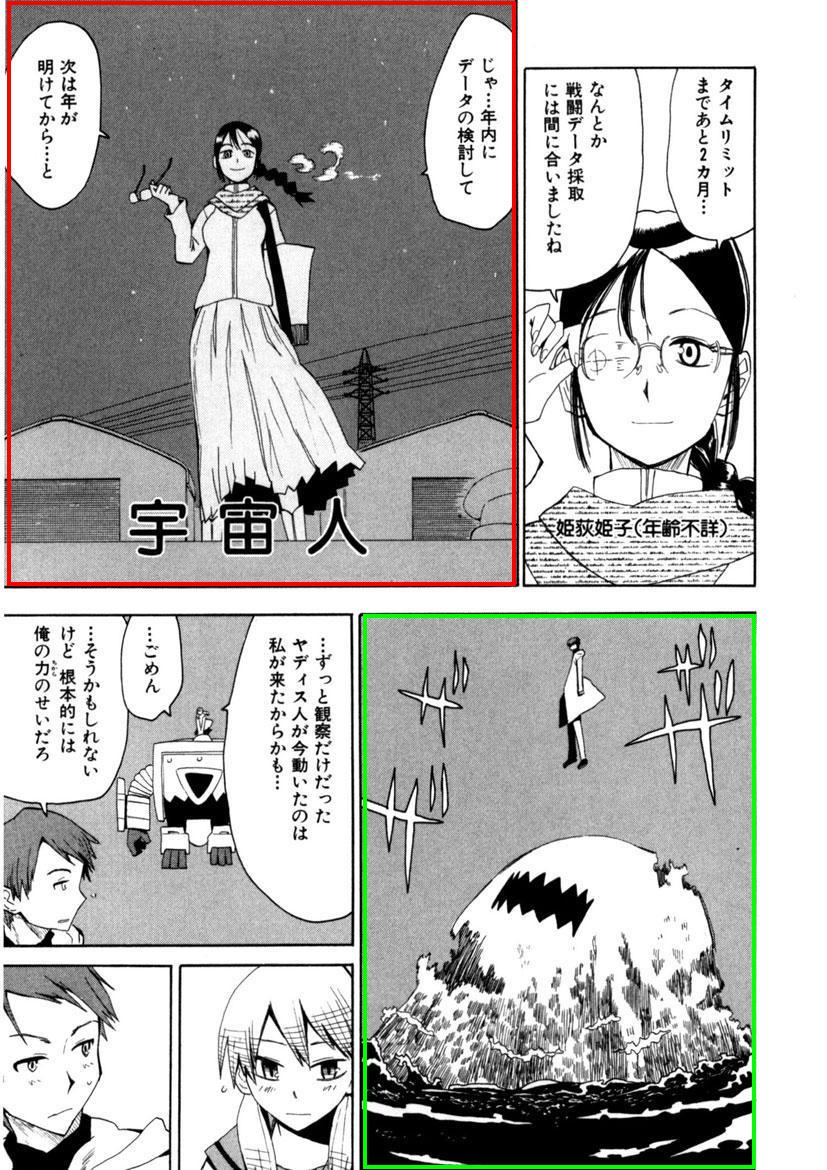 タイムリミット
まであと2カ月…
なんとか
戦闘データ採取
には間に合いましたね
姫荻姫子(年齢不詳)
じゃ…年内に
データの検討して
次は年が
明けてから…と
宇宙人
ザ
ザ
ザ
…ずっと観察だけだった
ヤディス人が今動いたのは
私が来たからかも…
…ごめん
…そうかもしれない
けど 根本的には
俺の力のせいだろ
ちから